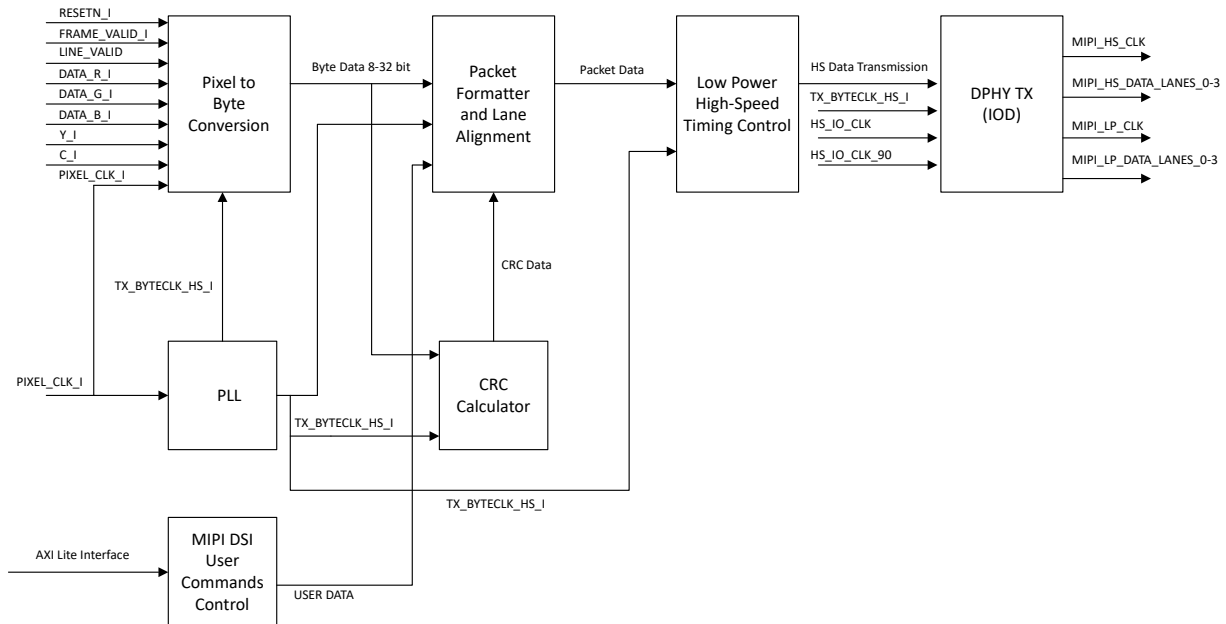 RESETN_I
FRAME_VALID_I
LINE_VALID
DATA_R_I
DATA_G_I
DATA_B_I
Y_I
C_I
PIXEL_CLK_I
Pixel to
Byte
Conversion
Byte Data 8-32 bit
Packet
Formatter
and Lane
Alignment
Packet Data
Low Power
High-Speed
Timing Control
HS Data Transmission
TX_BYTECLK_HS_I
HS_IO_CLK
HS_IO_CLK_90
DPHY TX
(IOD)
MIPI_HS_CLK
MIPI_HS_DATA_LANES_0-3
MIPI_LP_CLK
MIPI_LP_DATA_LANES_0-3
TX_BYTECLK_HS_I
CRC Data
PIXEL_CLK_I
PLL
TX_BYTECLK_HS_I
CRC
Calculator
TX_BYTECLK_HS_I
AXI Lite Interface
MIPI DSI
User
Commands
Control
USER DATA